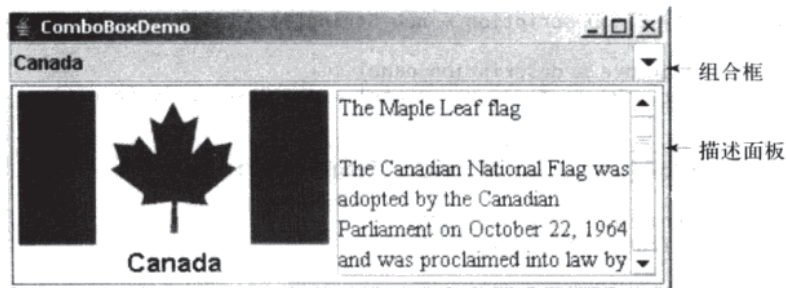 ComboBoxDemo
Canada
组合框
The Maple Leaf flag
描述面板
The Canadian National Flag was
adopted by the Canadian
Parliament on October 22, 1964
and was proclaimed into law by
Canada